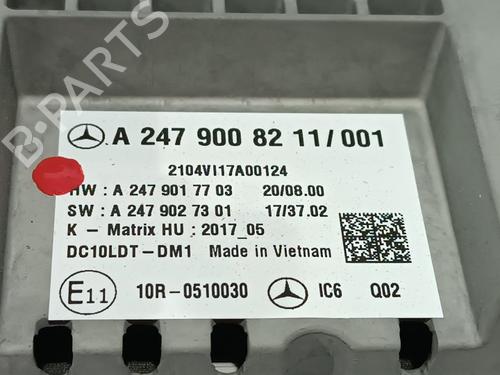 A 247 900 82 11/001
2104VI17A00124
HW : A 247 901 77 03 20/08.00
SW : A 247 902 73 01 17/37.02
K - Matrix HU : 2017_05
DC10LDT-DM1 Made in Vietnam
E11 10R-0510030 IC6 Q02
B-PARTS